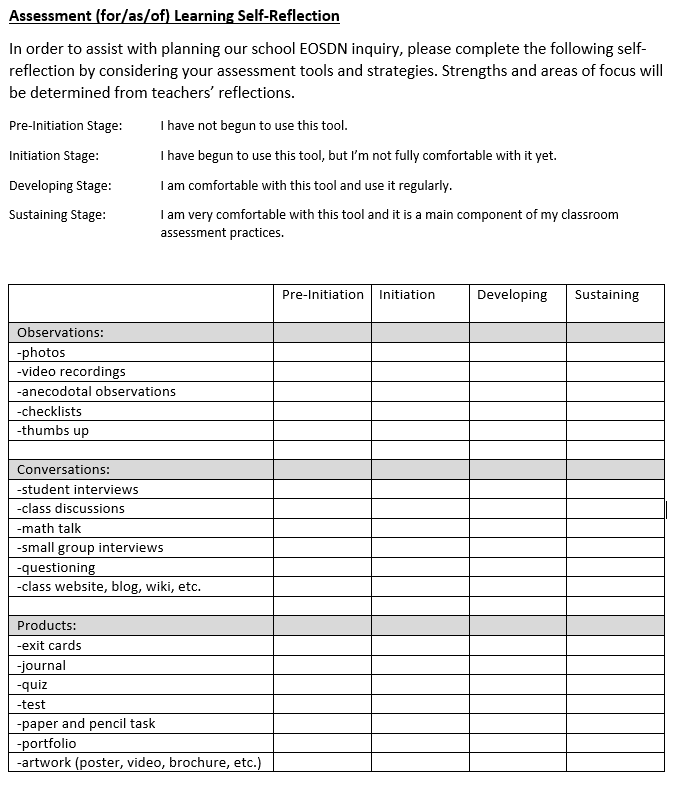 Assessment (for/as/of) Learning Self-Reflection
In order to assist with planning our school EOSDN inquiry, please complete the following self-
reflection by considering your assessment tools and strategies. Strengths and areas of focus will
be determined from teachers’ reflections.
Pre-Initiation Stage: I have not begun to use this tool.
Initiation Stage: I have begun to use this tool, but I’m not fully comfortable with it yet.
Developing Stage: I am comfortable with this tool and use it regularly.
Sustaining Stage: I am very comfortable with this tool and it is a main component of my classroom
assessment practices.
Pre-Initiation Initiation Developing Sustaining
Observations:
-photos
-video recordings
-anecodotal observations
-checklists
-thumbs up
Conversations:
-student interviews
-class discussions
-math talk
-small group interviews
-questioning
-class website, blog, wiki, etc.
Products:
-exit cards
-journal
-quiz
-test
-paper and pencil task
-portfolio
-artwork (poster, video, brochure, etc.)